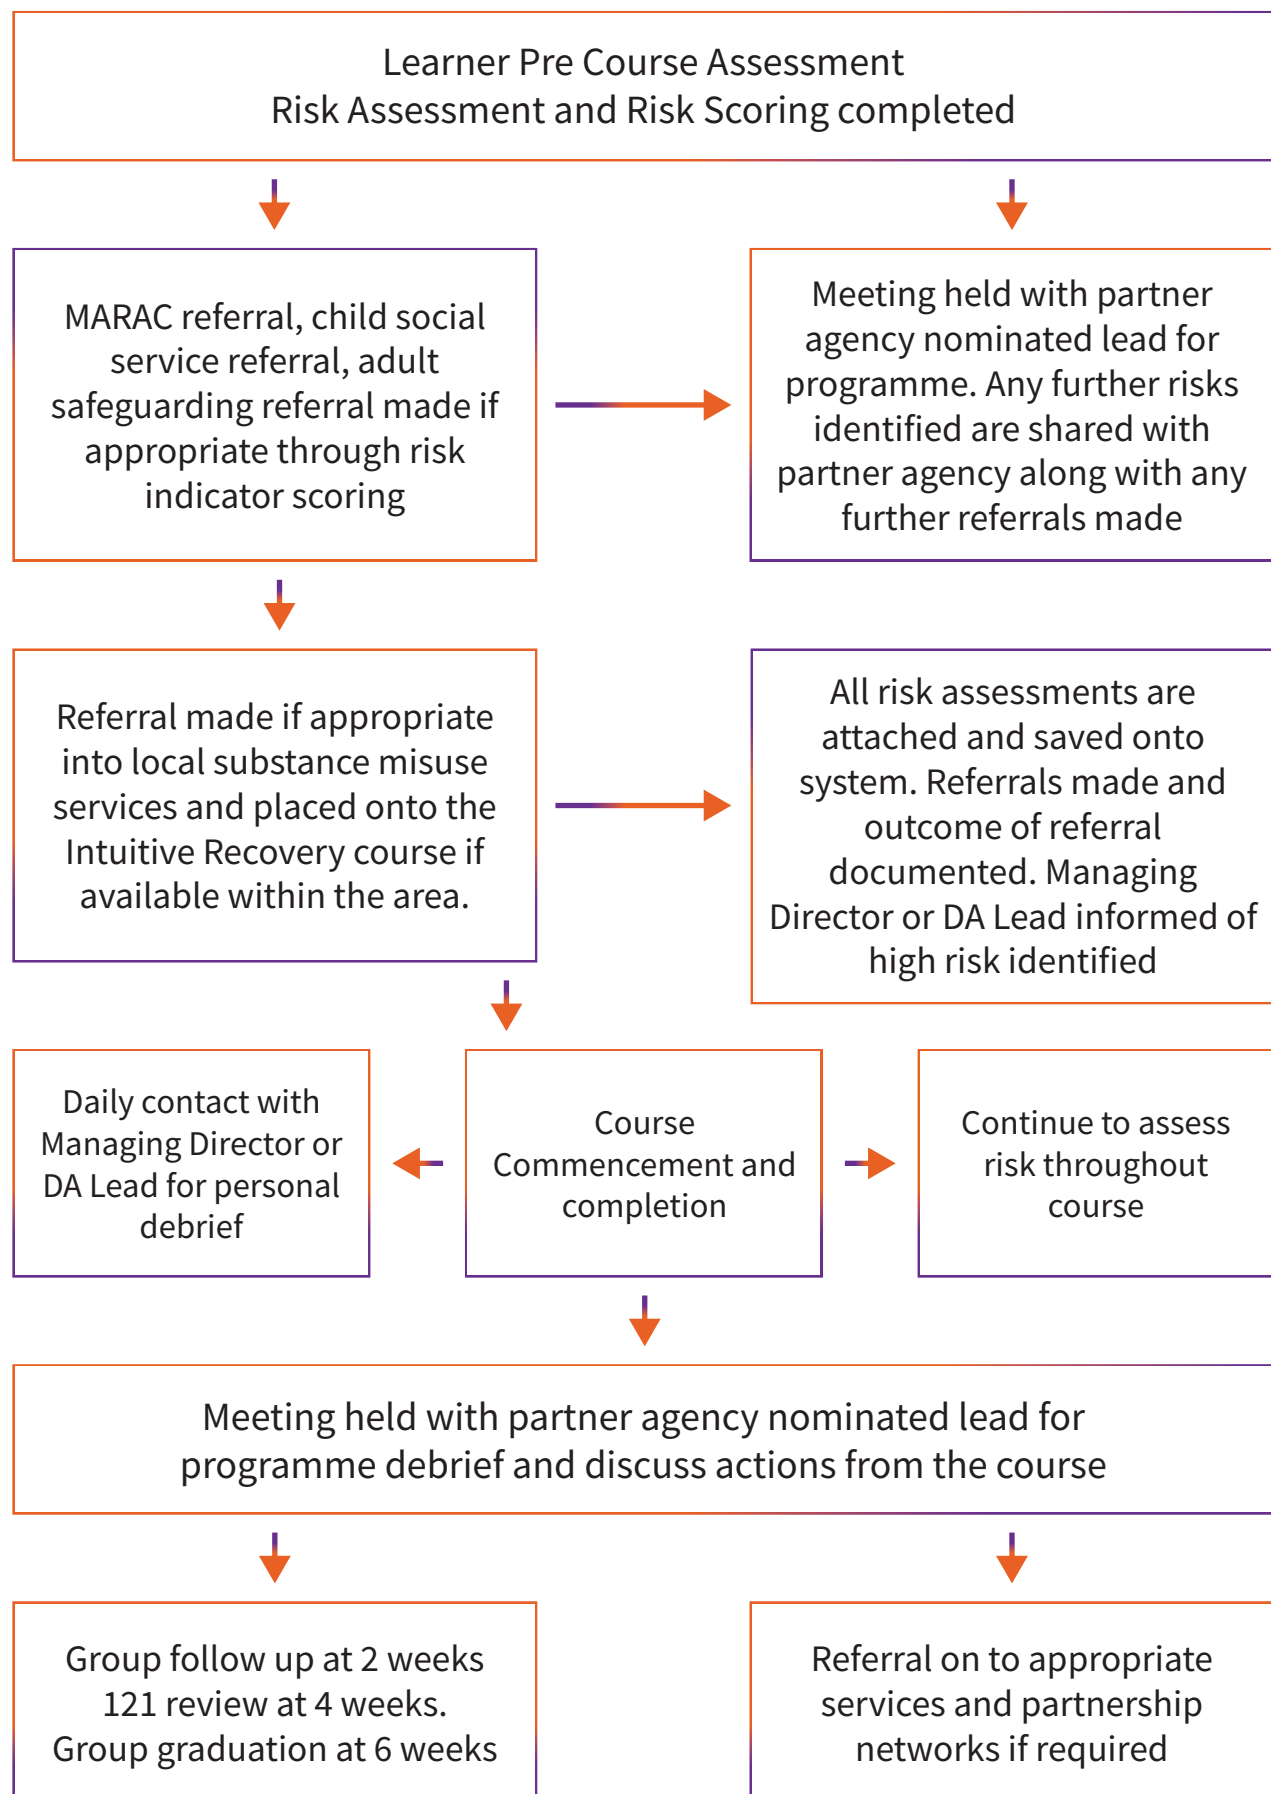 Learner Pre Course Assessment
Risk Assessment and Risk Scoring completed
MARAC referral, child social
service referral, adult
safeguarding referral made if
appropriate through risk
indicator scoring
Meeting held with partner
agency nominated lead for
programme. Any further risks
identified are shared with
partner agency along with any
further referrals made
Referral made if appropriate
into local substance misuse
services and placed onto the
Intuitive Recovery course if
available within the area.
All risk assessments are
attached and saved onto
system. Referrals made and
outcome of referral
documented. Managing
Director or DA Lead informed of
high risk identified
Daily contact with
Managing Director or
DA Lead for personal
debrief
Course
Commencement and
completion
Continue to assess
risk throughout
course
Meeting held with partner agency nominated lead for
programme debrief and discuss actions from the course
Group follow up at 2 weeks
121 review at 4 weeks.
Group graduation at 6 weeks
Referral on to appropriate
services and partnership
networks if required